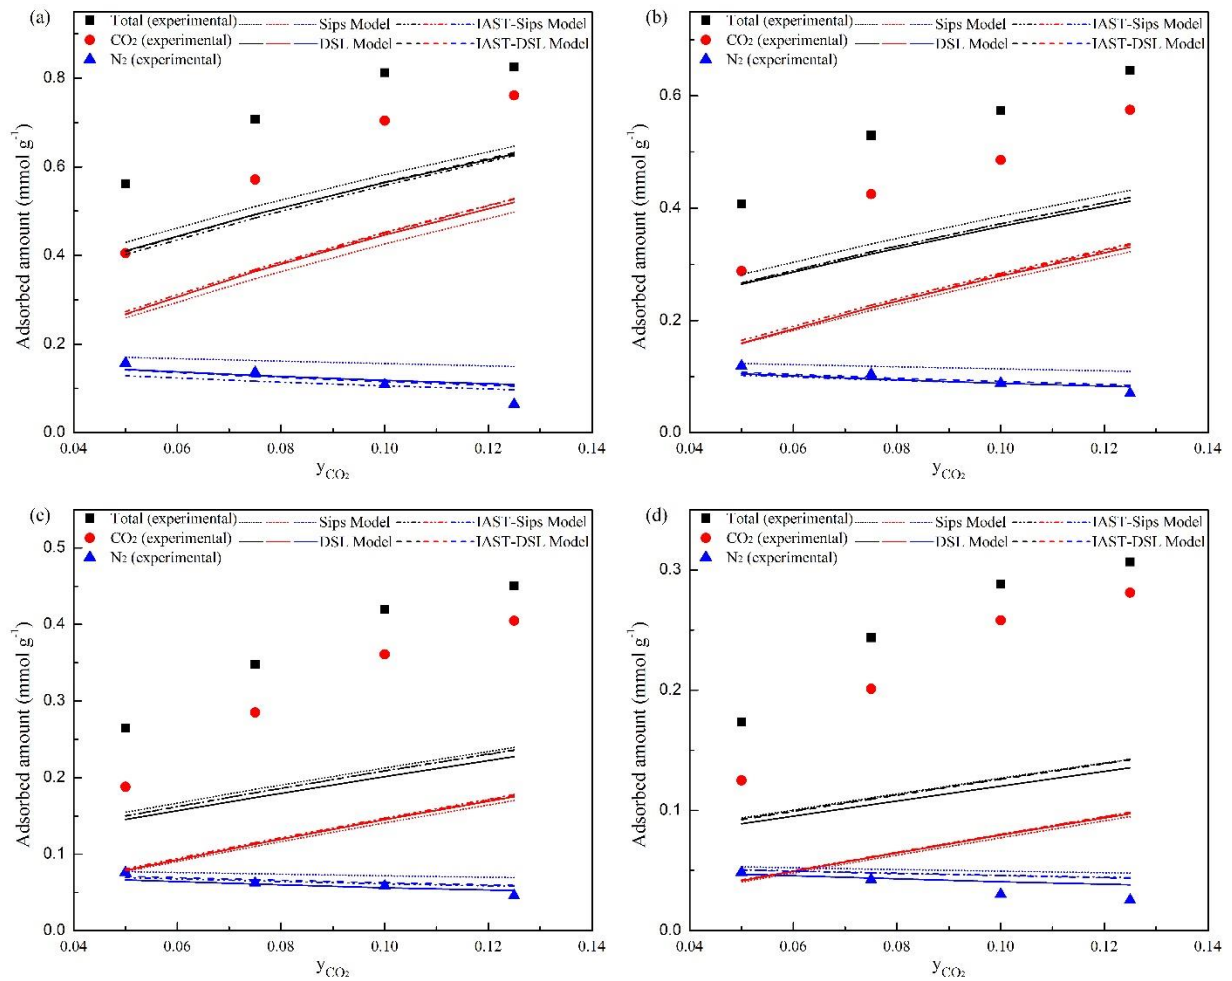 (a)
Total (experimental) Sips Model IAST-Sips Model
CO₂ (experimental) DSL Model IAST-DSL Model
N₂ (experimental)
Adsorbed amount (mmol g⁻¹)
0.8
0.6
0.4
0.2
0.0
0.04 0.06 0.08 0.10 0.12 0.14
y_CO₂
(b)
Total (experimental) Sips Model IAST-Sips Model
CO₂ (experimental) DSL Model IAST-DSL Model
N₂ (experimental)
Adsorbed amount (mmol g⁻¹)
0.6
0.4
0.2
0.0
0.04 0.06 0.08 0.10 0.12 0.14
y_CO₂
(c)
Total (experimental) Sips Model IAST-Sips Model
CO₂ (experimental) DSL Model IAST-DSL Model
N₂ (experimental)
Adsorbed amount (mmol g⁻¹)
0.5
0.4
0.3
0.2
0.1
0.0
0.04 0.06 0.08 0.10 0.12 0.14
y_CO₂
(d)
Total (experimental) Sips Model IAST-Sips Model
CO₂ (experimental) DSL Model IAST-DSL Model
N₂ (experimental)
Adsorbed amount (mmol g⁻¹)
0.3
0.2
0.1
0.0
0.04 0.06 0.08 0.10 0.12 0.14
y_CO₂